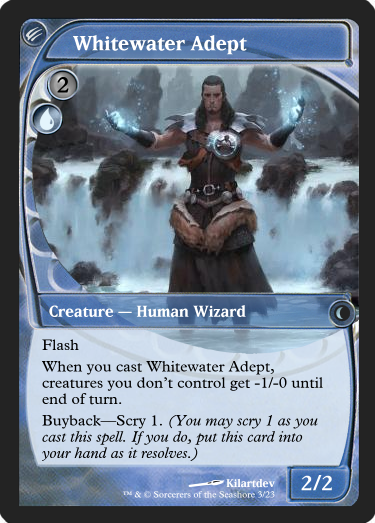 Whitewater Adept
2
Creature — Human Wizard
Flash
When you cast Whitewater Adept,
creatures you don't control get -1/-0 until
end of turn.
Buyback—Scry 1. (You may scry 1 as you
cast this spell. If you do, put this card into
your hand as it resolves.)
Kilartdev
™ & © Sorcerers of the Seashore 3/23
2/2